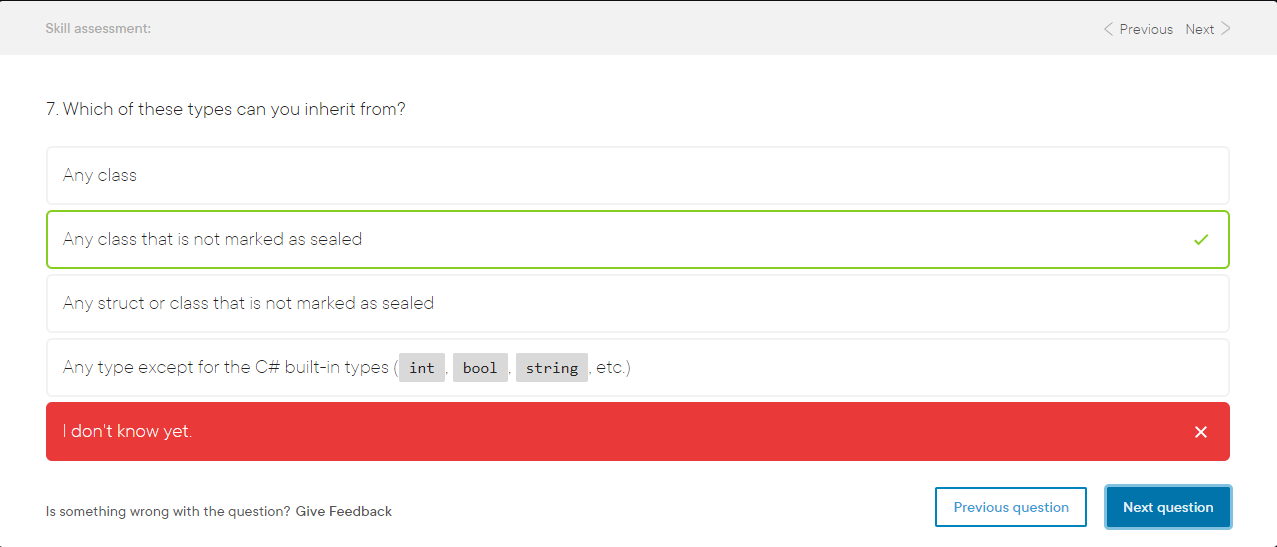 Skill assessment:
Previous Next
7. Which of these types can you inherit from?
Any class
Any class that is not marked as sealed
Any struct or class that is not marked as sealed
Any type except for the C# built-in types ( int , bool , string , etc.)
I don't know yet.
Is something wrong with the question? Give Feedback
Previous question
Next question